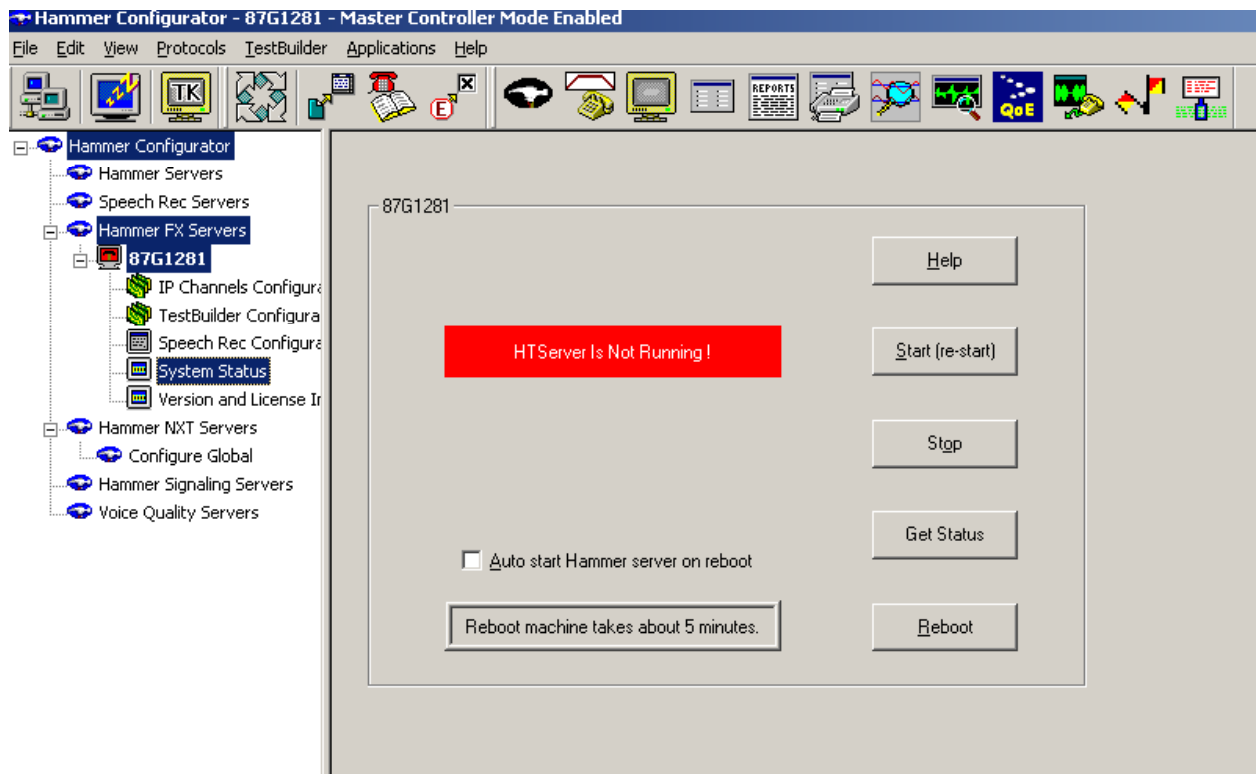 Hammer Configurator - 87G1281 - Master Controller Mode Enabled
File Edit View Protocols TestBuilder Applications Help
TK
E
REPORTS
QoE
Hammer Configurator
Hammer Servers
Speech Rec Servers
Hammer FX Servers
87G1281
IP Channels Configura
TestBuilder Configura
Speech Rec Configura
System Status
Version and License Ir
Hammer NXT Servers
Configure Global
Hammer Signaling Servers
Voice Quality Servers
87G1281
Help
HTServer Is Not Running !
Start (re-start)
Stop
Get Status
Auto start Hammer server on reboot
Reboot machine takes about 5 minutes.
Reboot